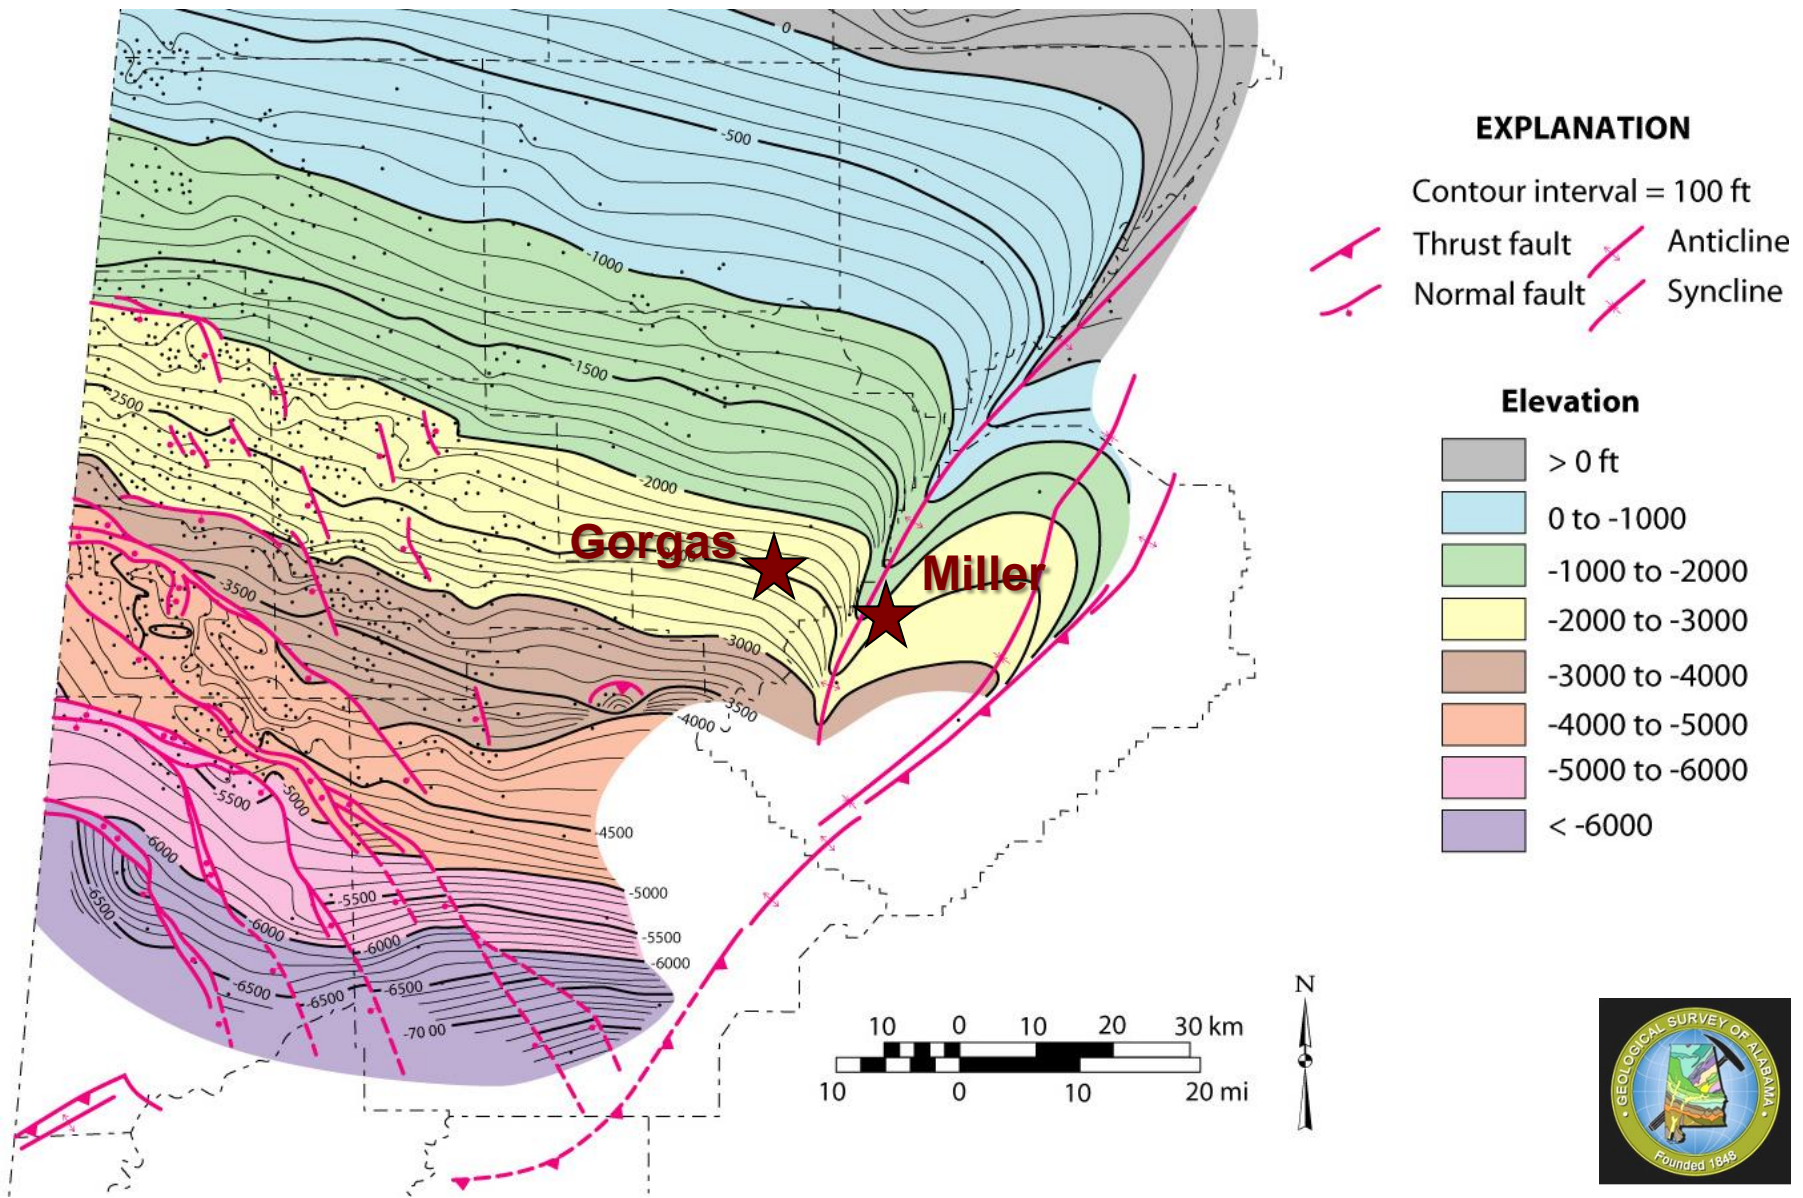 0
-500
-1000
-1500
-2500
-2000
Gorgas
Miller
-3500
-3000
-3500
-4000
-5500
-5000
-4500
-6000
-5000
-6500
-5500
-6000
-5500
-6000
-6000
-6500
-6500
-6500
-70 00
EXPLANATION
Contour interval = 100 ft
Thrust fault
Anticline
Normal fault
Syncline
Elevation
> 0 ft
0 to -1000
-1000 to -2000
-2000 to -3000
-3000 to -4000
-4000 to -5000
-5000 to -6000
< -6000
N
10 0 10 20 30 km
10 0 10 20 mi
GEOLOGICAL SURVEY OF ALABAMA
Founded 1848